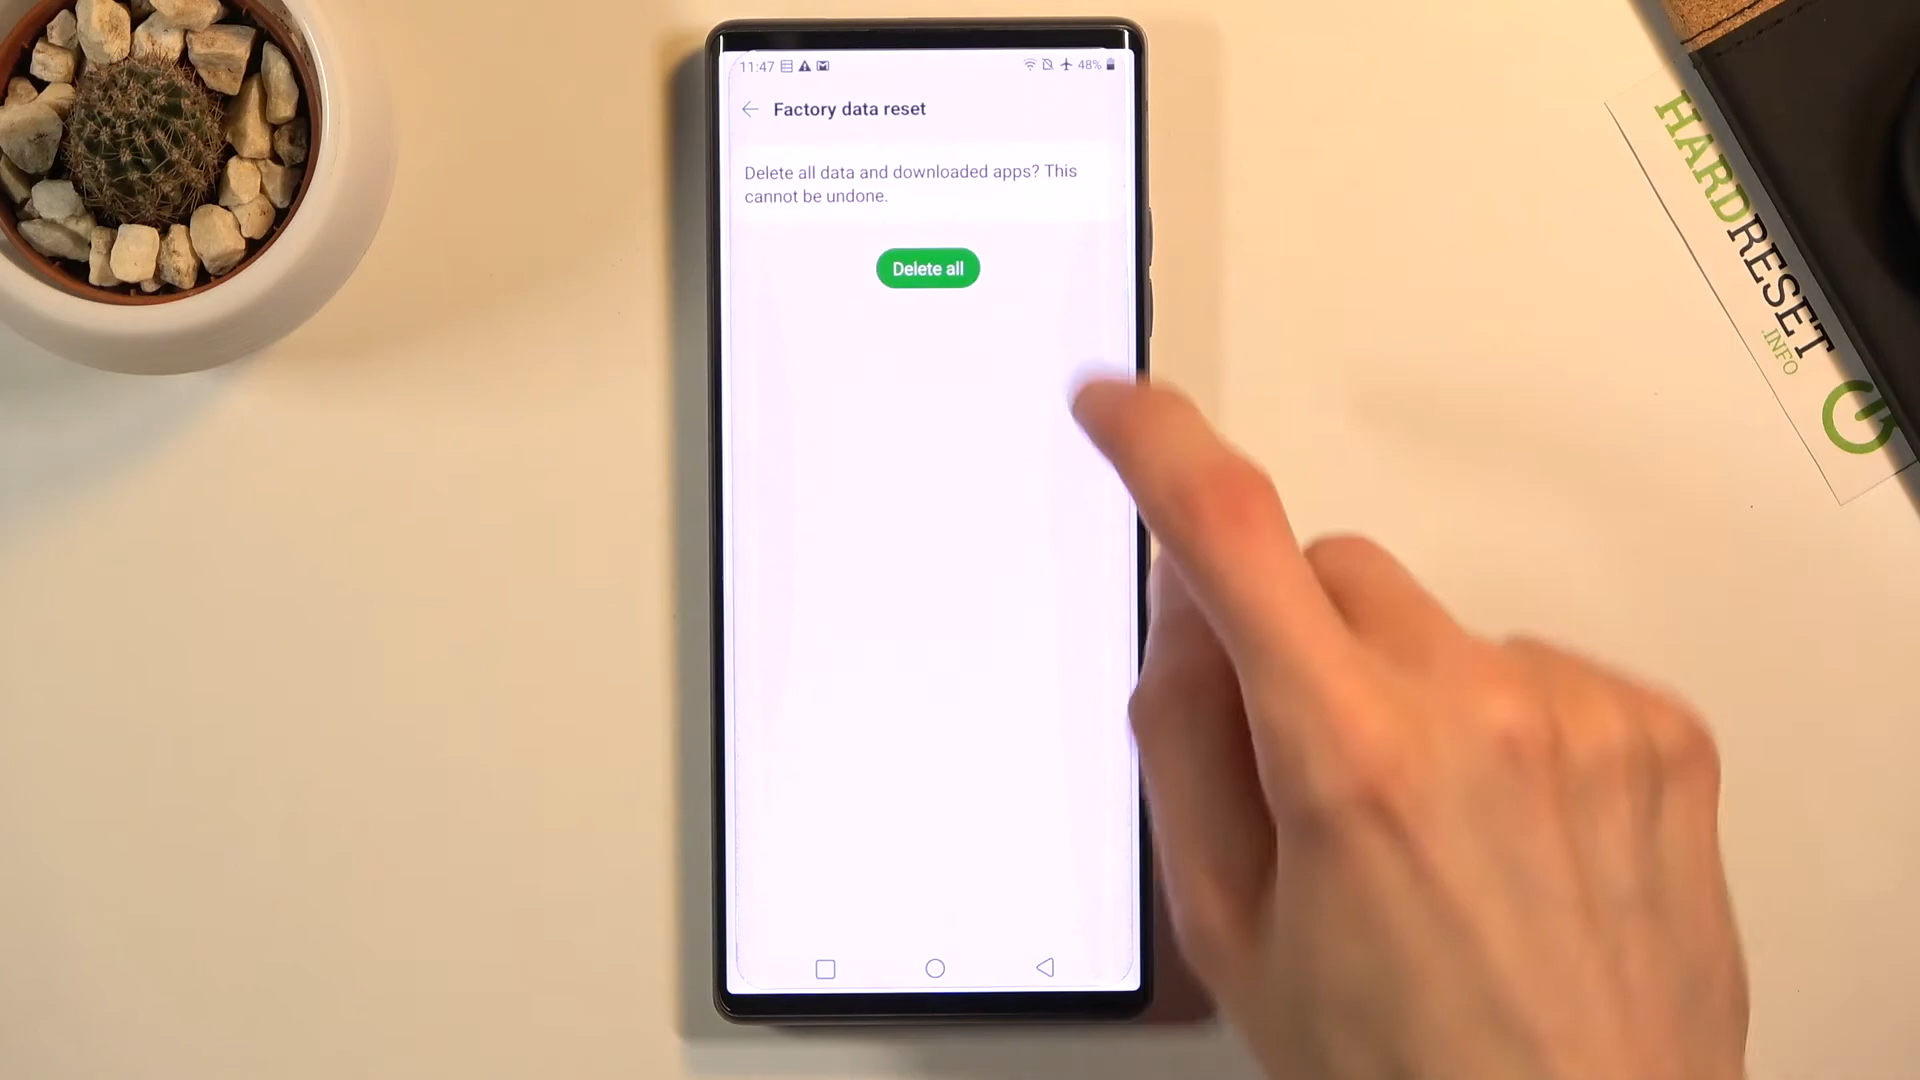 11:47
48%
Factory data reset
Delete all data and downloaded apps? This
cannot be undone.
Delete all
HARDRESET
.INFO